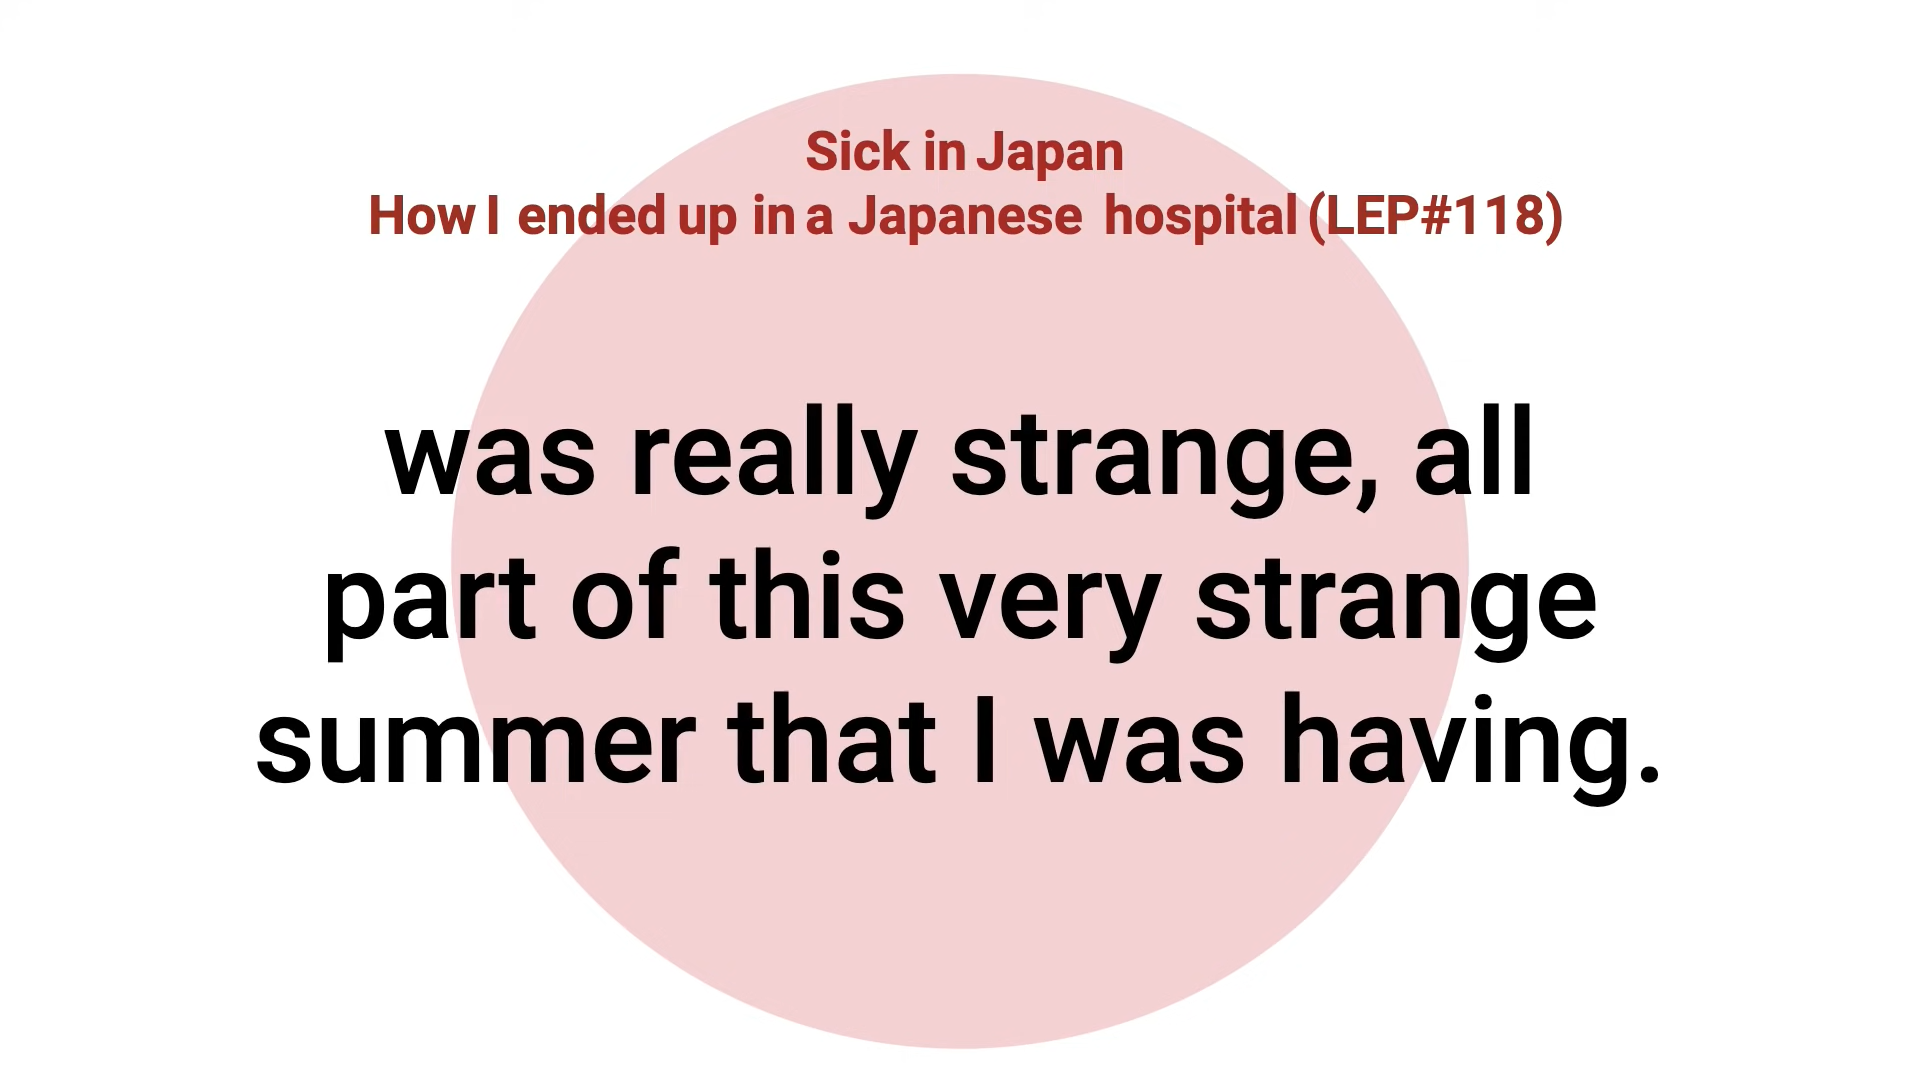 Sick in Japan
How I ended up in a Japanese hospital (LEP#118)
was really strange, all
part of this very strange
summer that I was having.